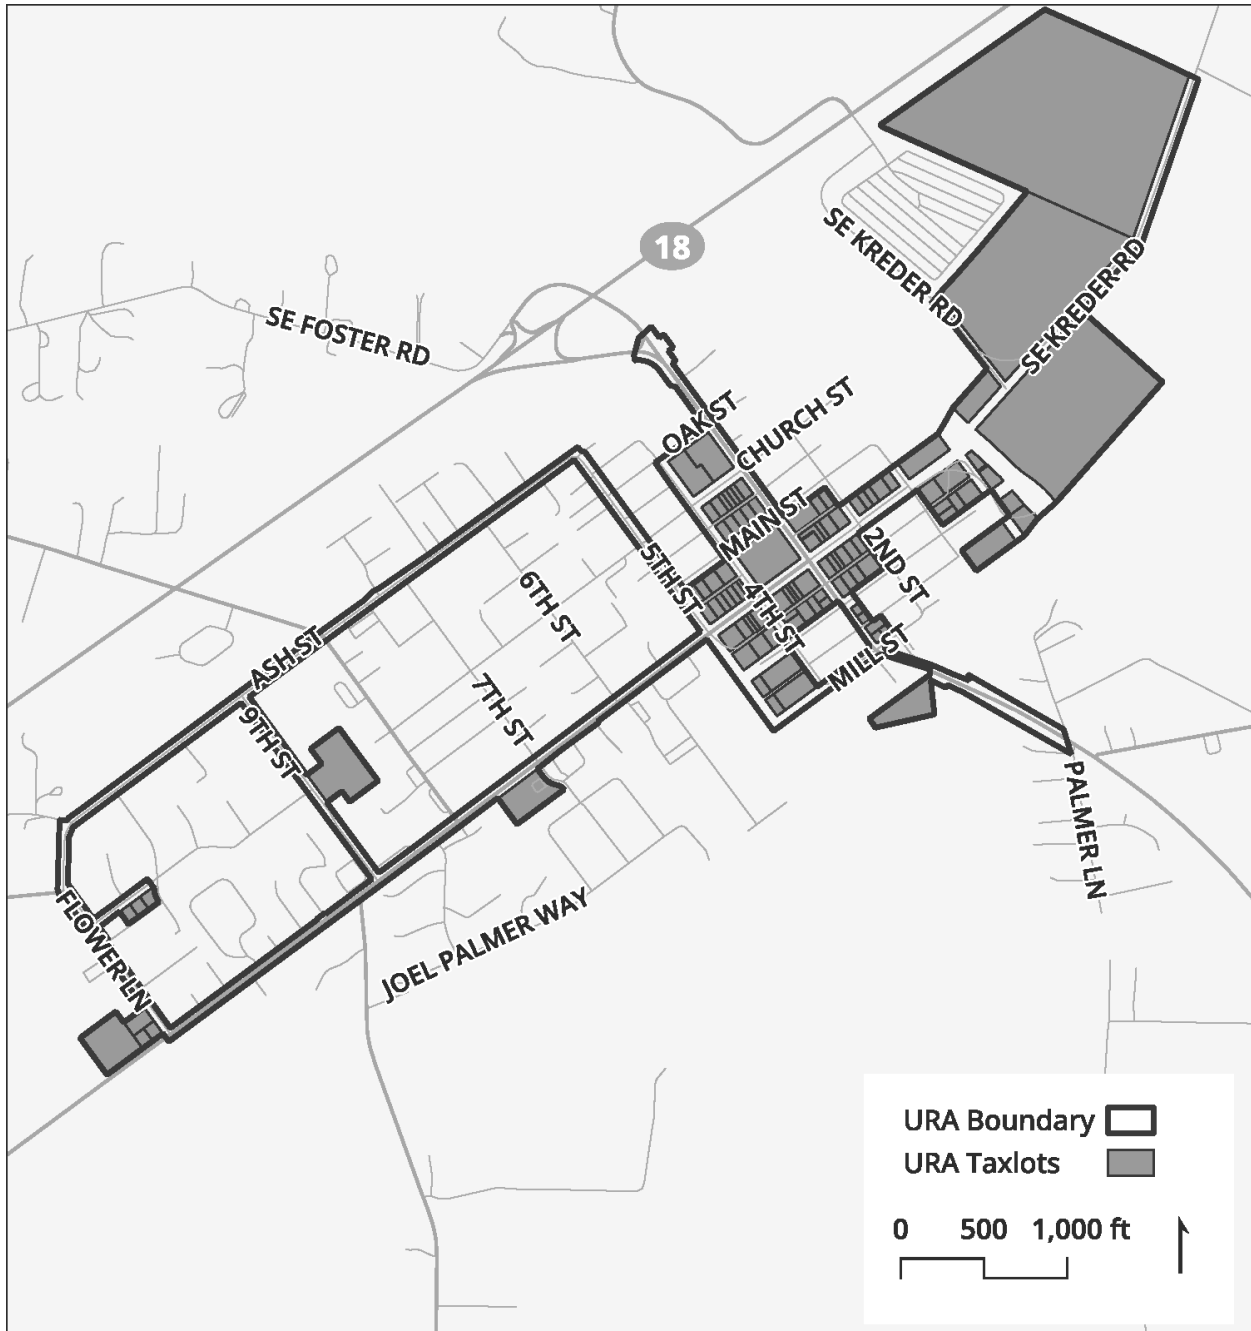 18
SE KREDER RD
SE KREDER RD
SE FOSTER RD
OAK ST
CHURCH ST
MAIN ST
2ND ST
5TH ST
4TH ST
6TH ST
MILL ST
ASH ST
7TH ST
9TH ST
PALMER LN
FLOWER LN
JOEL PALMER WAY
URA Boundary
URA Taxlots
0 500 1,000 ft